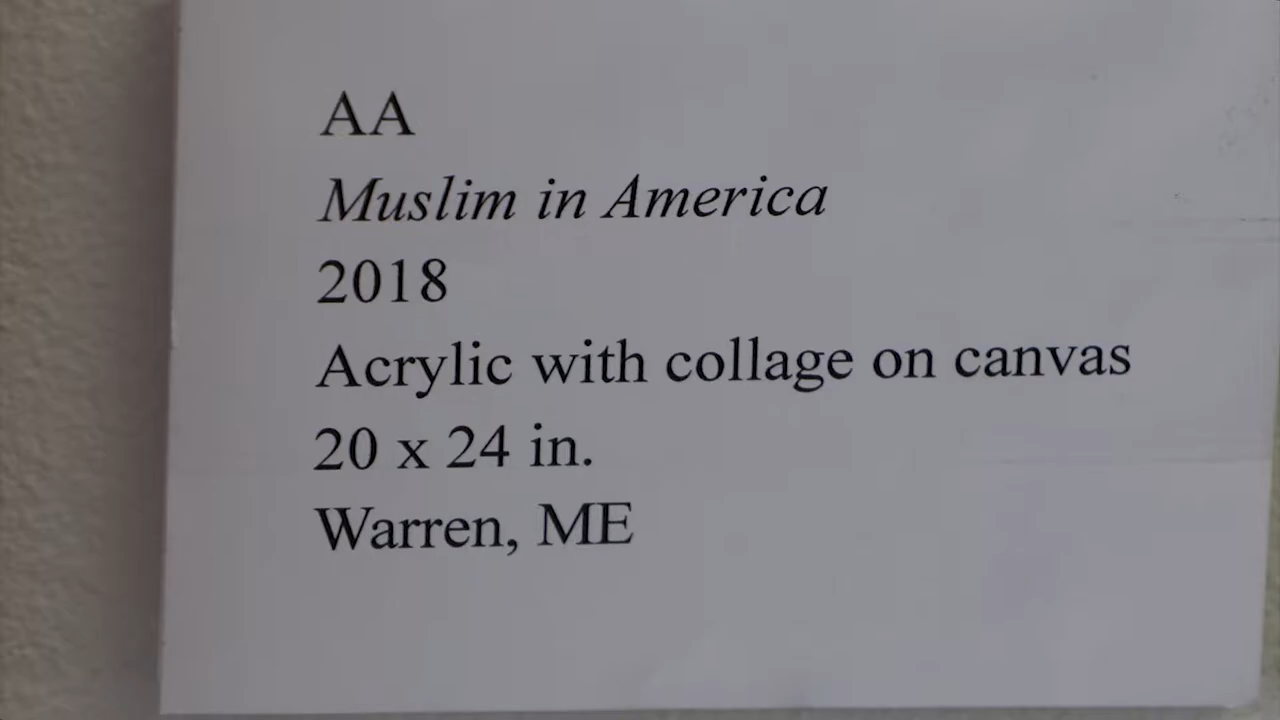 AA
Muslim in America
2018
Acrylic with collage on canvas
20 x 24 in.
Warren, ME